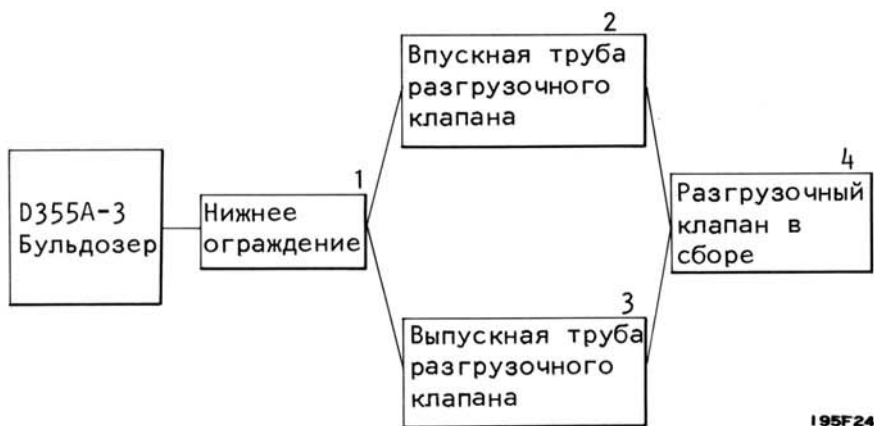 D355A-3
Бульдозер
1
Нижнее
ограждение
2
Впускная труба
разгрузочного
клапана
3
Выпускная труба
разгрузочного
клапана
4
Разгрузочный
клапан в
сборе
195F24